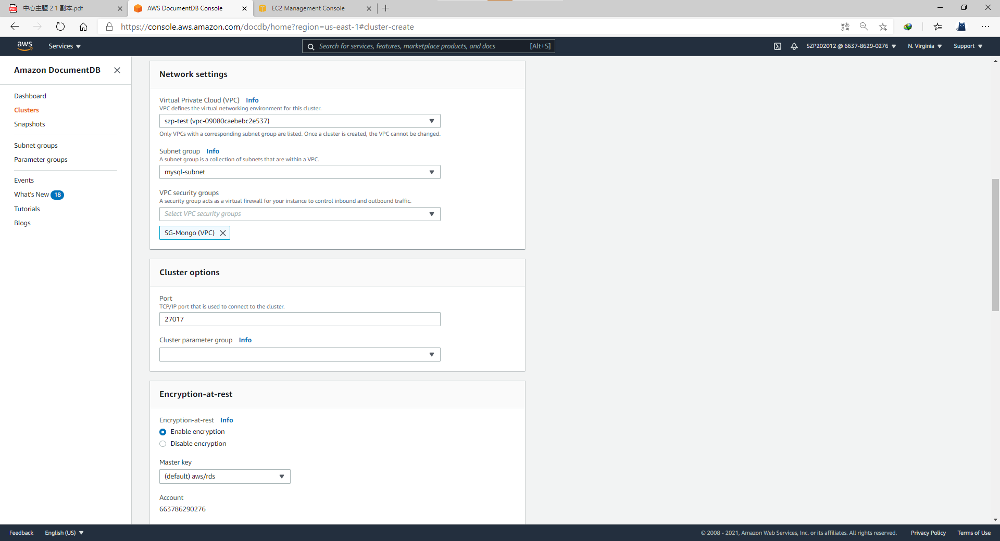 中心主题 2 1 副本.pdf
AWS DocumentDB Console
EC2 Management Console
https://console.aws.amazon.com/docdb/home?region=us-east-1#cluster-create
aws
Services
Search for services, features, marketplace products, and docs
[Alt+S]
SZP202012 @ 6637-8629-0276
N. Virginia
Support
Amazon DocumentDB
Dashboard
Clusters
Snapshots
Subnet groups
Parameter groups
Events
What's New 18
Tutorials
Blogs
Network settings
Virtual Private Cloud (VPC) Info
VPC defines the virtual networking environment for this cluster.
szp-test (vpc-09080caebebc2e537)
Only VPCs with a corresponding subnet group are listed. Once a cluster is created, the VPC cannot be changed.
Subnet group Info
A subnet group is a collection of subnets that are within a VPC.
mysql-subnet
VPC security groups
A security group acts as a virtual firewall for your instance to control inbound and outbound traffic.
Select VPC security groups
SG-Mongo (VPC)
Cluster options
Port
TCP/IP port that is used to connect to the cluster.
27017
Cluster parameter group Info
Encryption-at-rest
Encryption-at-rest Info
Enable encryption
Disable encryption
Master key
(default) aws/rds
Account
663786290276
Feedback
English (US)
© 2008 - 2021, Amazon Web Services, Inc. or its affiliates. All rights reserved.
Privacy Policy
Terms of Use